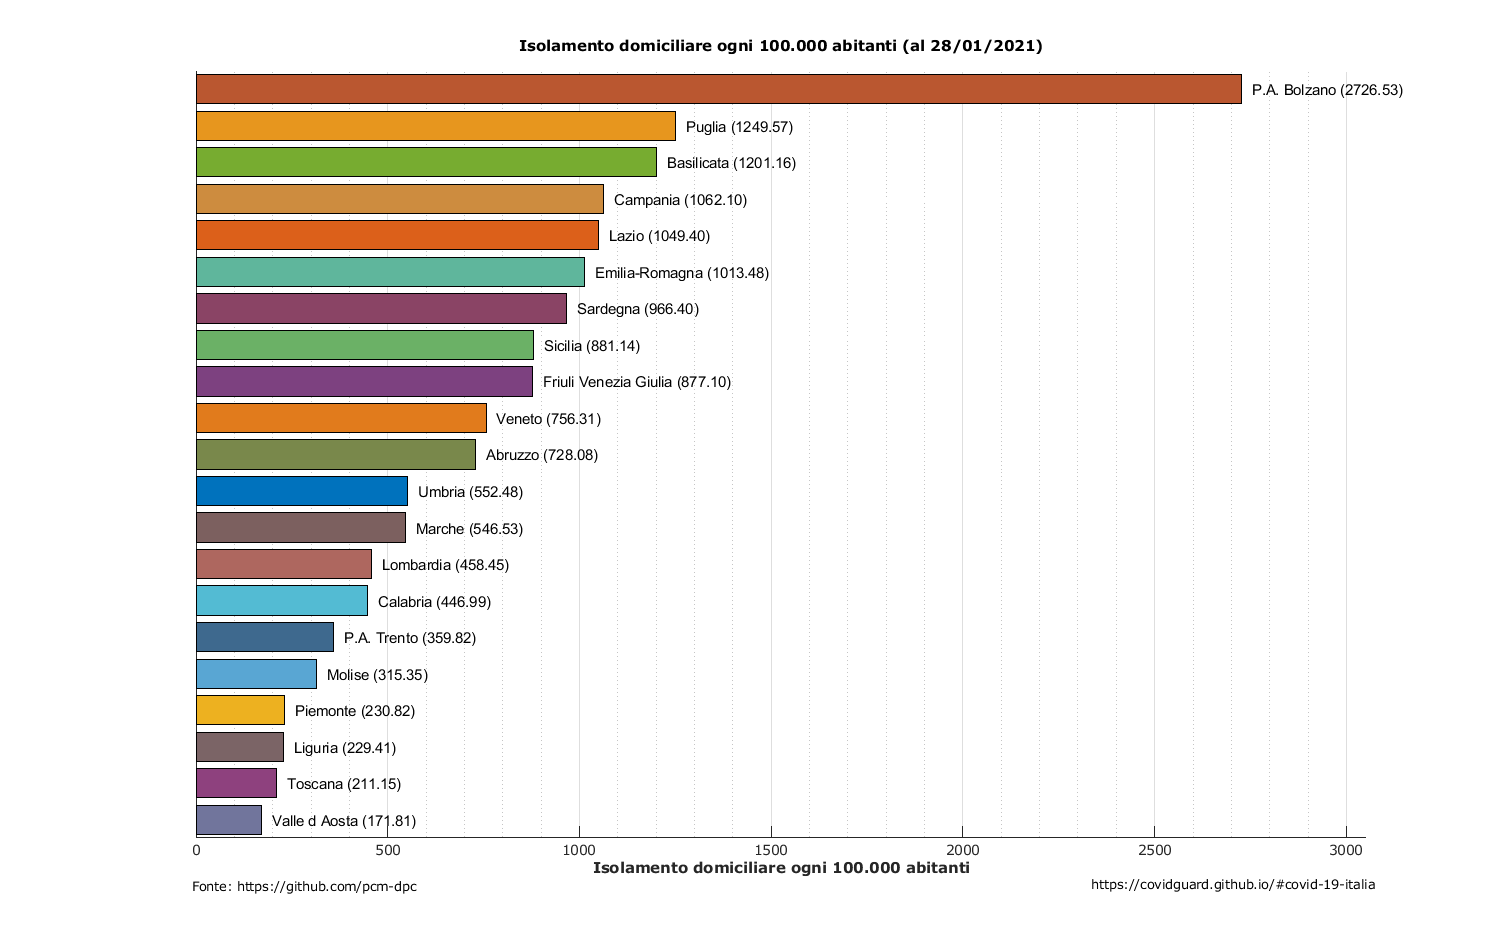 Isolamento domiciliare ogni 100.000 abitanti (al 28/01/2021)
P.A. Bolzano (2726.53)
Puglia (1249.57)
Basilicata (1201.16)
Campania (1062.10)
Lazio (1049.40)
Emilia-Romagna (1013.48)
Sardegna (966.40)
Sicilia (881.14)
Friuli Venezia Giulia (877.10)
Veneto (756.31)
Abruzzo (728.08)
Umbria (552.48)
Marche (546.53)
Lombardia (458.45)
Calabria (446.99)
P.A. Trento (359.82)
Molise (315.35)
Piemonte (230.82)
Liguria (229.41)
Toscana (211.15)
Valle d Aosta (171.81)
0 500 1000 1500 2000 2500 3000
Isolamento domiciliare ogni 100.000 abitanti
Fonte: https://github.com/pcm-dpc
https://covidguard.github.io/#covid-19-italia